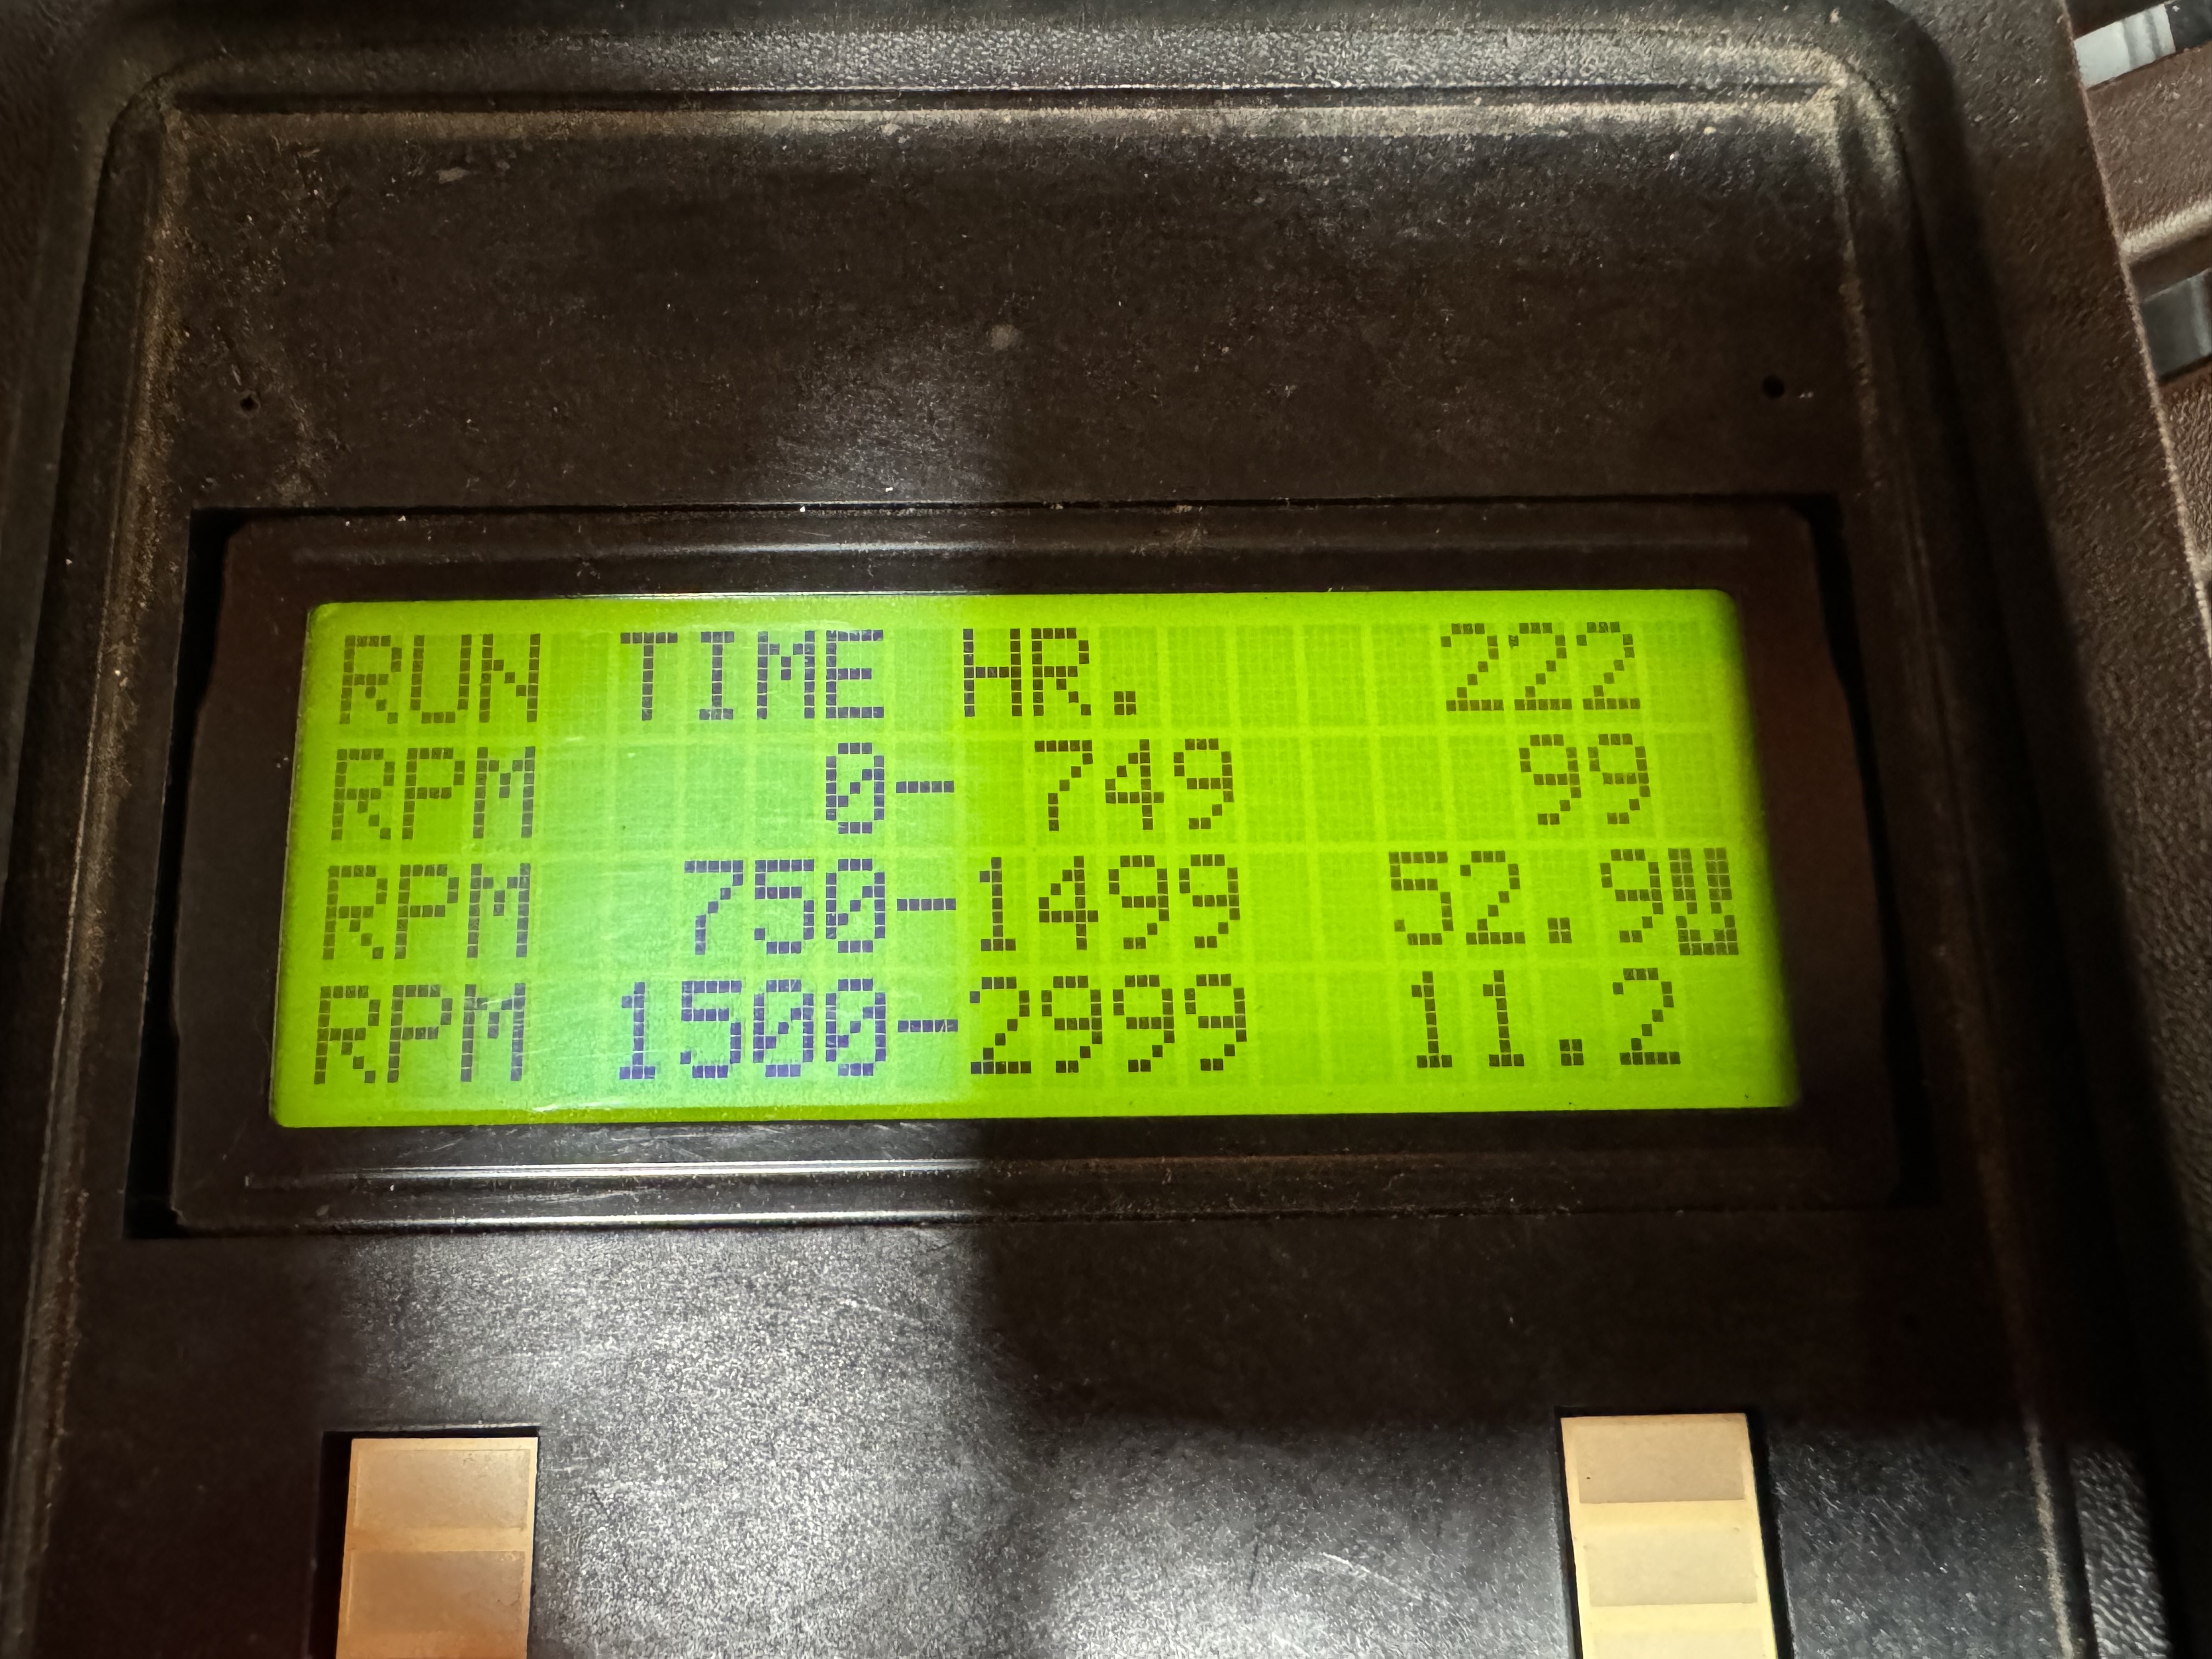 RUN TIME HR. 222
RPM 0- 749 99
RPM 750-1499 52.9
RPM 1500-2999 11.2